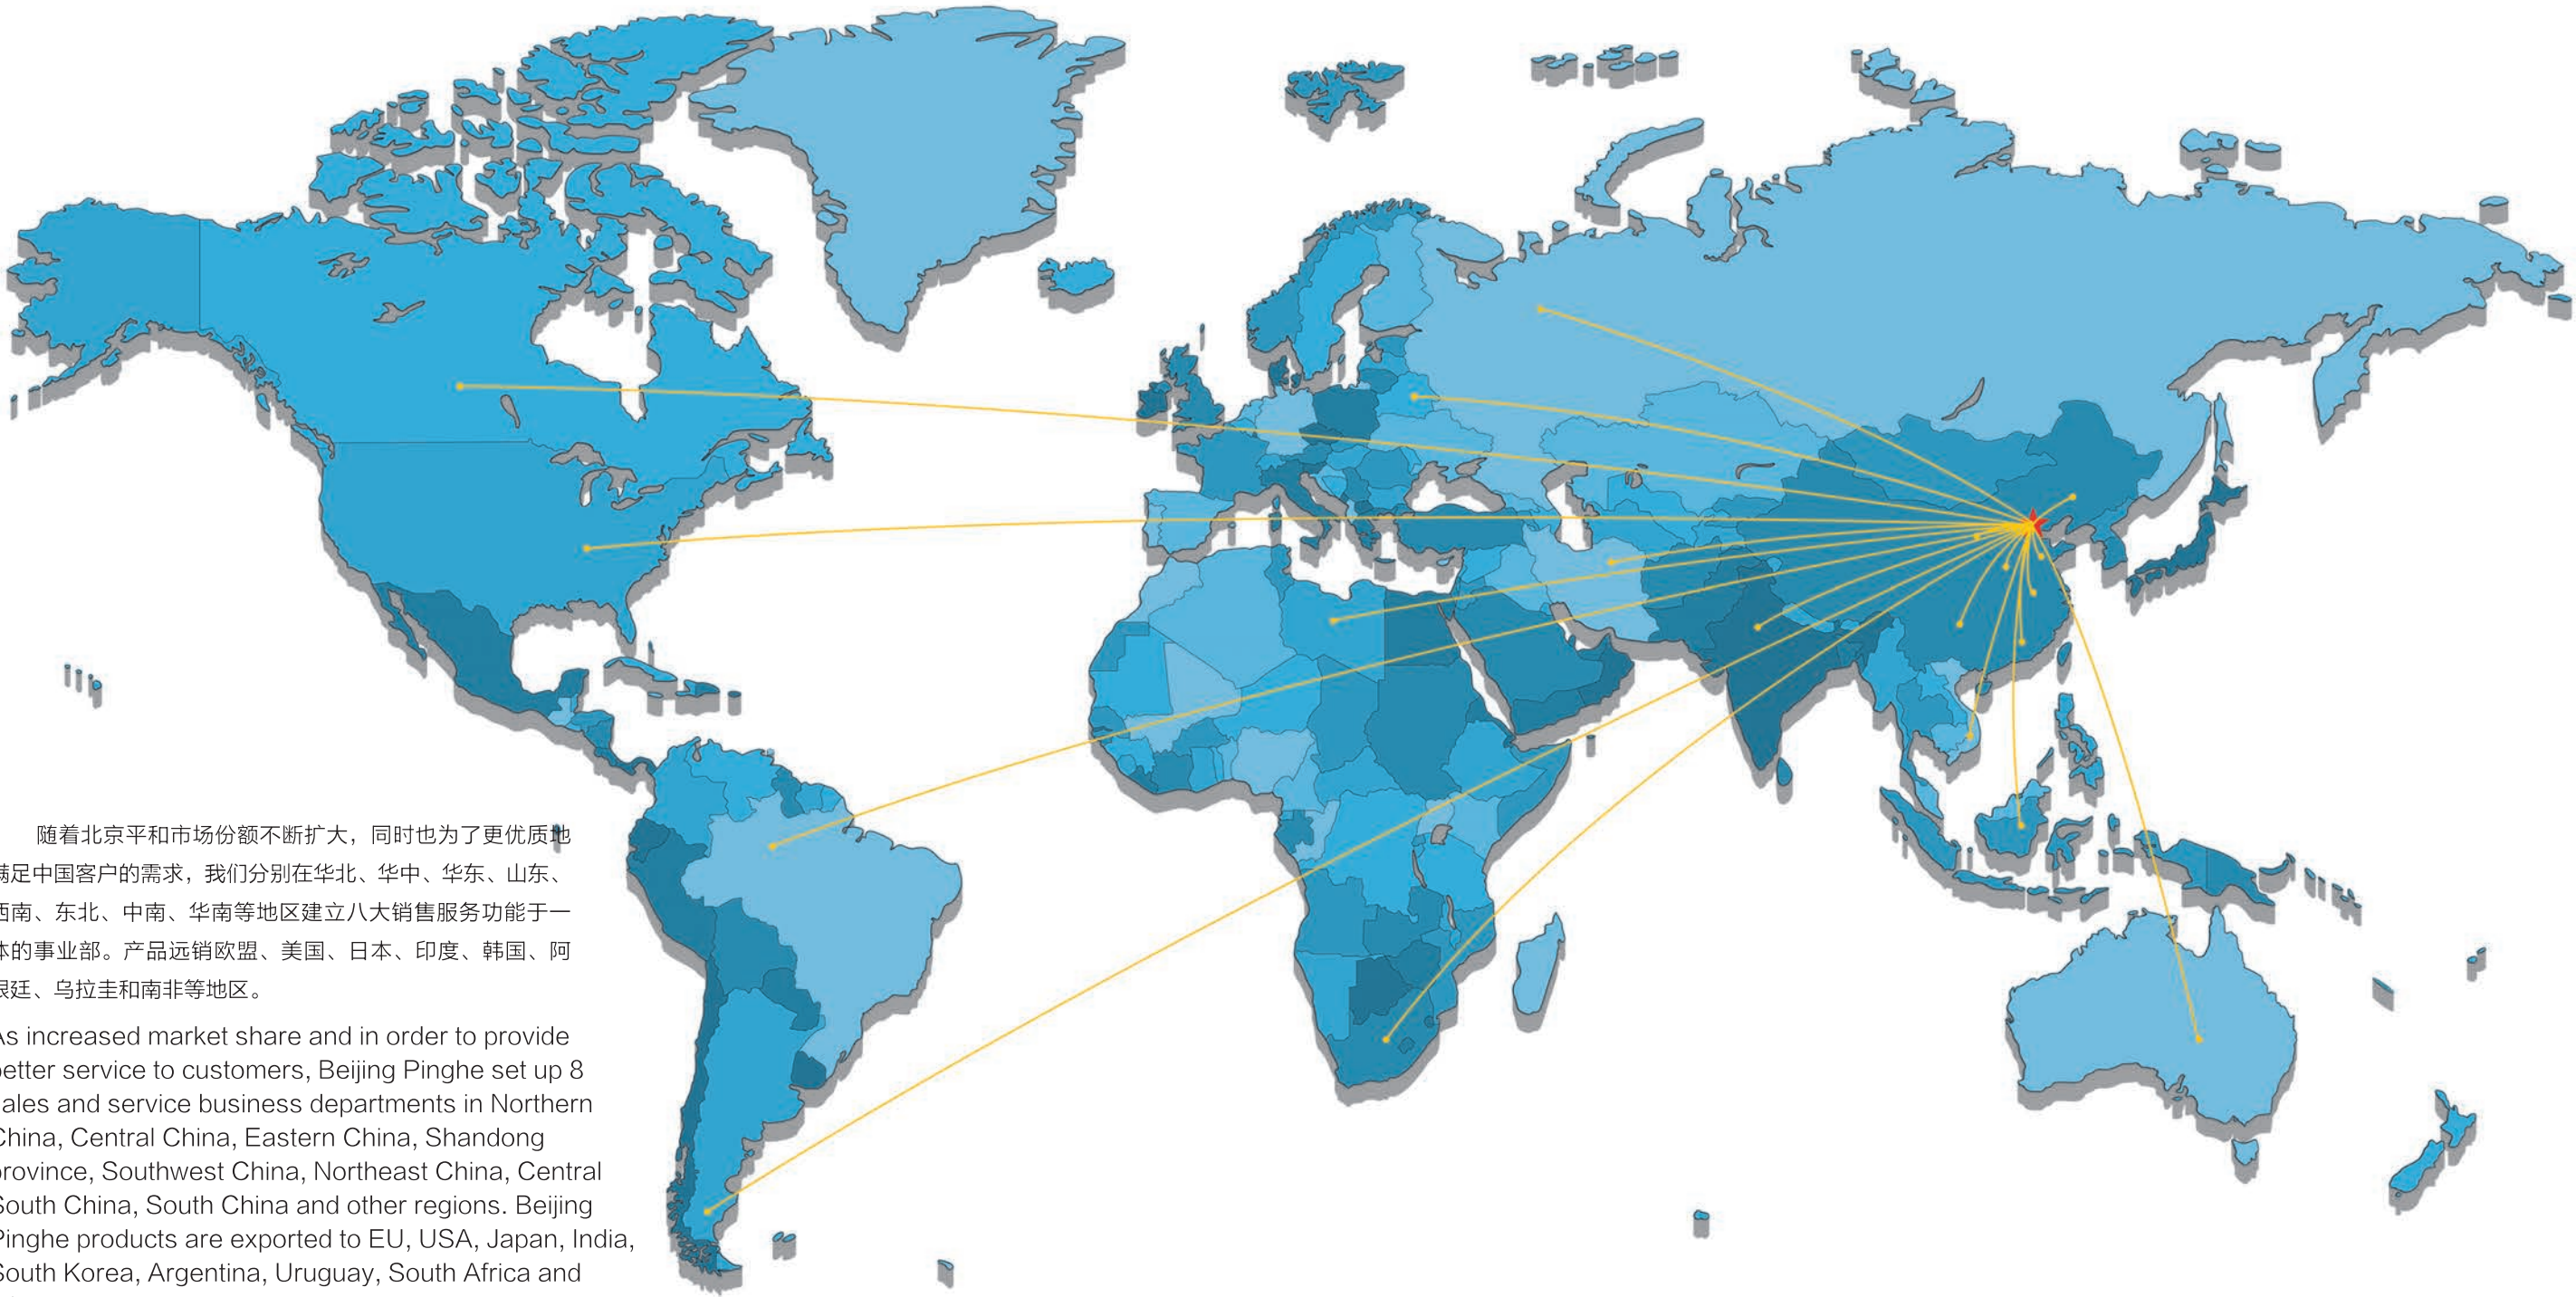 随着北京平和市场份额不断扩大，同时也为了更优质地
满足中国客户的需求，我们分别在华北、华中、华东、山东、
西南、东北、中南、华南等地区建立八大销售服务功能于一
体的事业部。产品远销欧盟、美国、日本、印度、韩国、阿
根廷、乌拉圭和南非等地区。
As increased market share and in order to provide
better service to customers, Beijing Pinghe set up 8
sales and service business departments in Northern
China, Central China, Eastern China, Shandong
province, Southwest China, Northeast China, Central
South China, South China and other regions. Beijing
Pinghe products are exported to EU, USA, Japan, India,
South Korea, Argentina, Uruguay, South Africa and